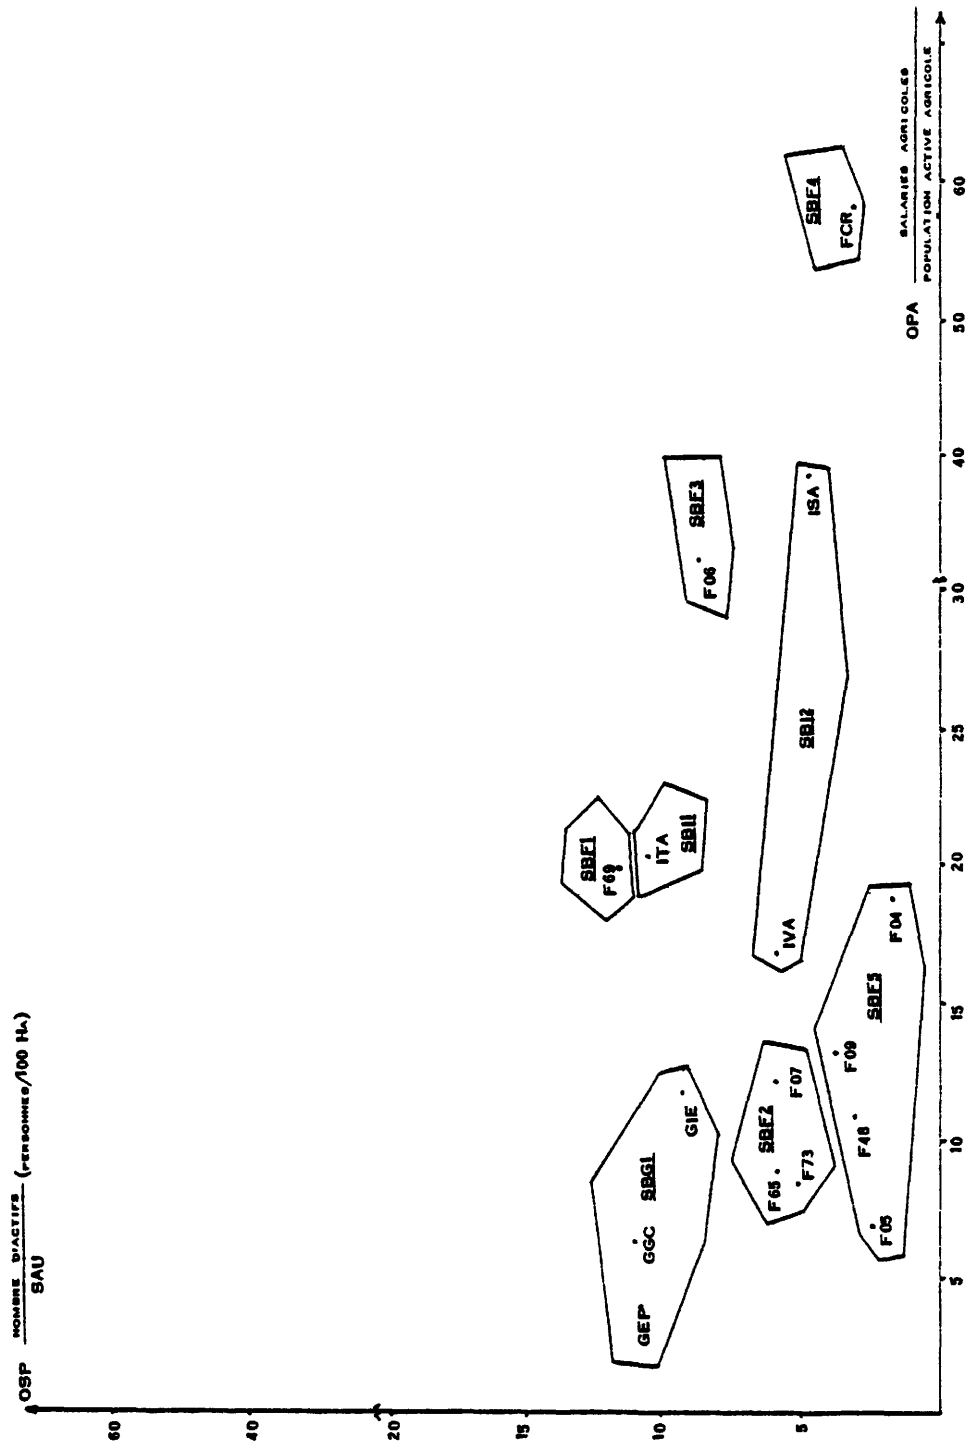 OSP NOMBRE D'ACTIFS (PERSONNES/100 HA)
SAU
60
40
20
15
10
5
SBF1
F69
ITA
SBI1
F06
SBF3
GEP
GGC
SBG1
GIE
F65
F73
SBF2
F07
IVA
SBI2
ISA
SBF4
FCR
F05
F48
F09
SBF5
F04
OPA SALARIES AGRICOLES
POPULATION ACTIVE AGRICOLE
5
10
15
20
25
30
40
50
60